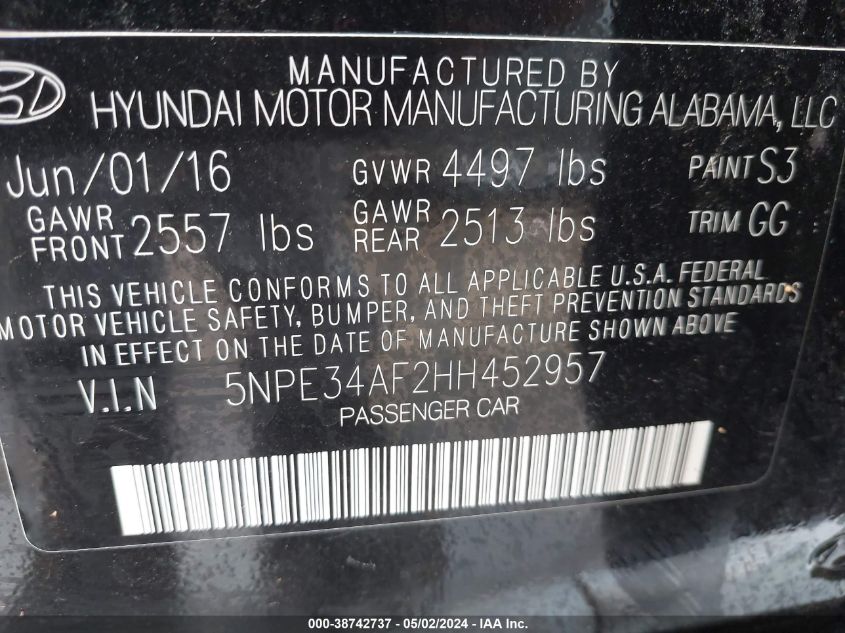 MANUFACTURED BY
HYUNDAI MOTOR MANUFACTURING ALABAMA, LLC
Jun/01/16 GVWR 4497 lbs PAINT S3
GAWR FRONT 2557 lbs GAWR REAR 2513 lbs TRIM GG
THIS VEHICLE CONFORMS TO ALL APPLICABLE U.S.A. FEDERAL
MOTOR VEHICLE SAFETY, BUMPER, AND THEFT PREVENTION STANDARDS
IN EFFECT ON THE DATE OF MANUFACTURE SHOWN ABOVE
V.I.N 5NPE34AF2HH452957
PASSENGER CAR
000-38742737 - 05/02/2024 - IAA Inc.